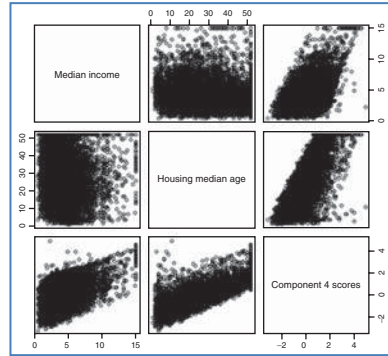 0 10 20 30 40 50
Median income
0 5 10 15
0 10 20 30 40 50
Housing median age
Component 4 scores
-2 0 2 4
0 5 10 15
-2 0 2 4